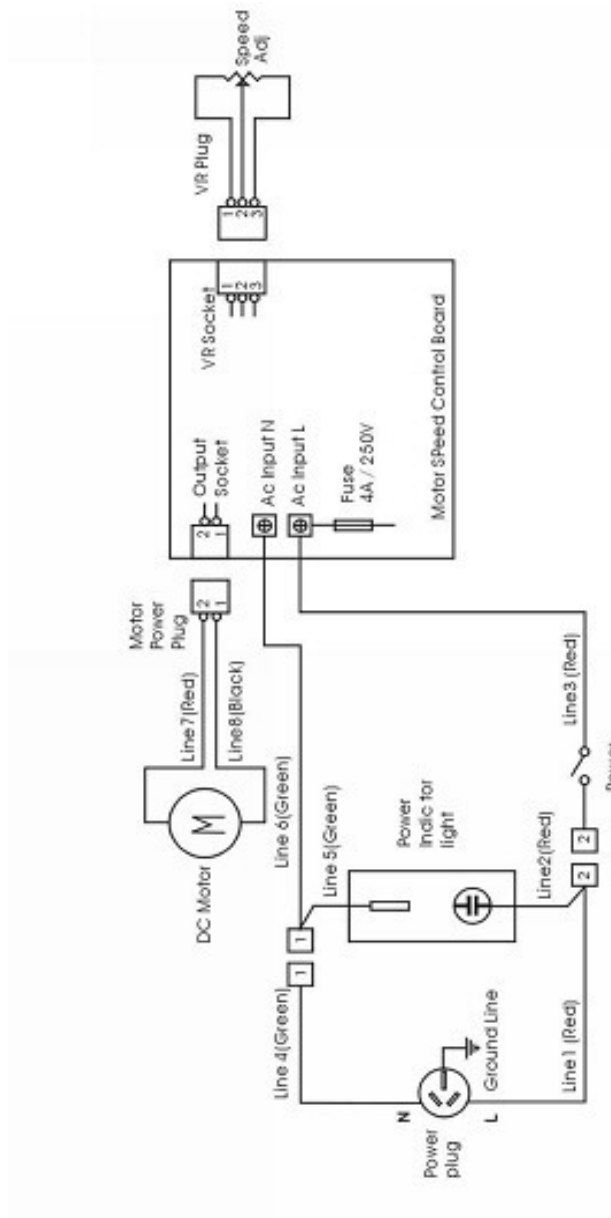 Speed
Adj
VR Plug
1
2
3
VR Socket
1
2
3
Output
Socket
2
1
Ac Input N
Ac Input L
Fuse
4A / 250V
Motor SPeed Control Board
Motor
Power
Plug
2
1
Line7(Red)
Line8(Black)
M
DC Motor
Line 6(Green)
Line 5(Green)
Power
Indic tor
light
Line3 (Red)
Line2(Red)
2
2
1
1
Line 4(Green)
Ground Line
Line1 (Red)
N
L
Power
plug